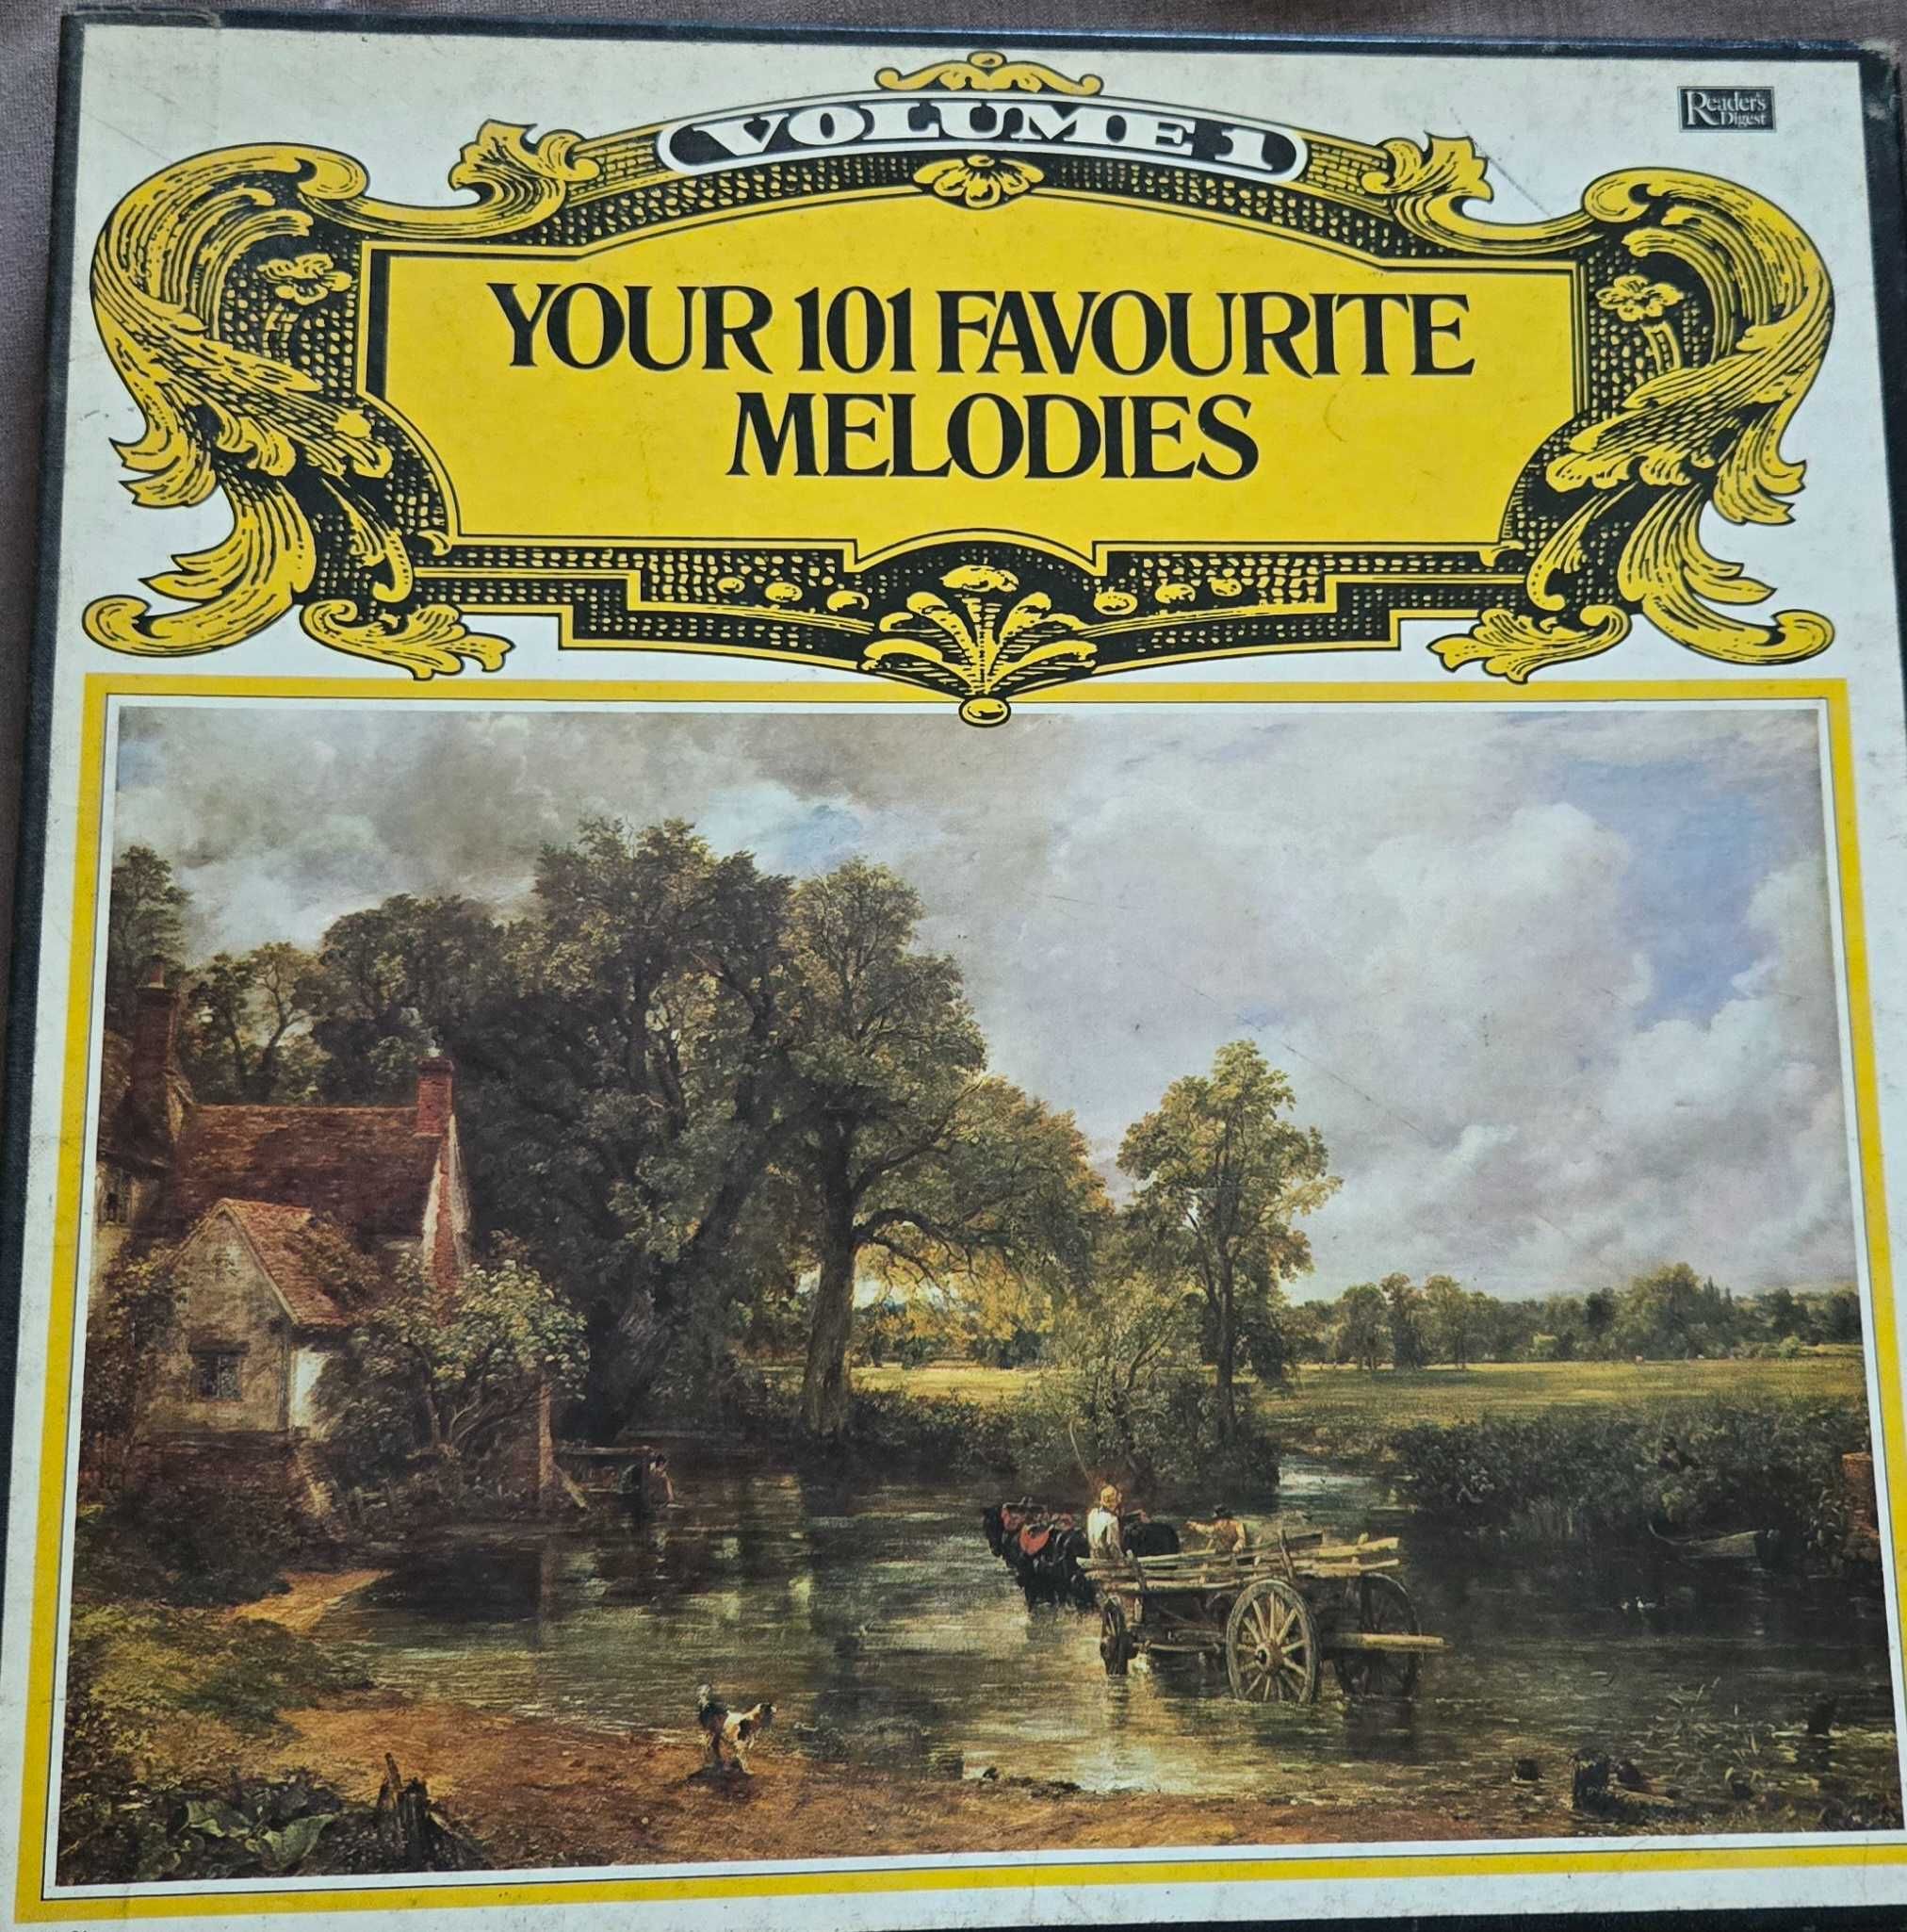 VOLUME 1
Reader's
Digest
YOUR 101 FAVOURITE
MELODIES